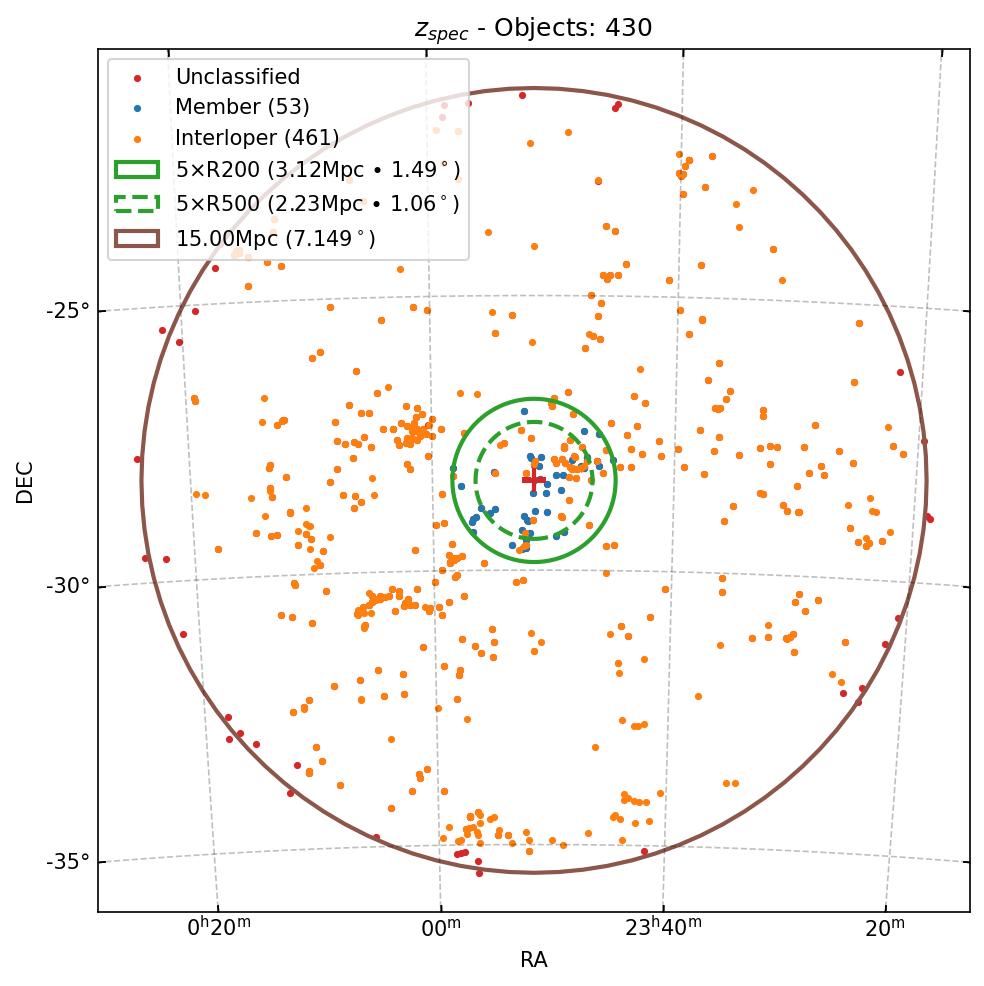 z_spec - Objects: 430
Unclassified
Member (53)
Interloper (461)
5×R200 (3.12Mpc • 1.49°)
5×R500 (2.23Mpc • 1.06°)
15.00Mpc (7.149°)
-25°
-30°
-35°
DEC
0h20m
00m
23h40m
20m
RA